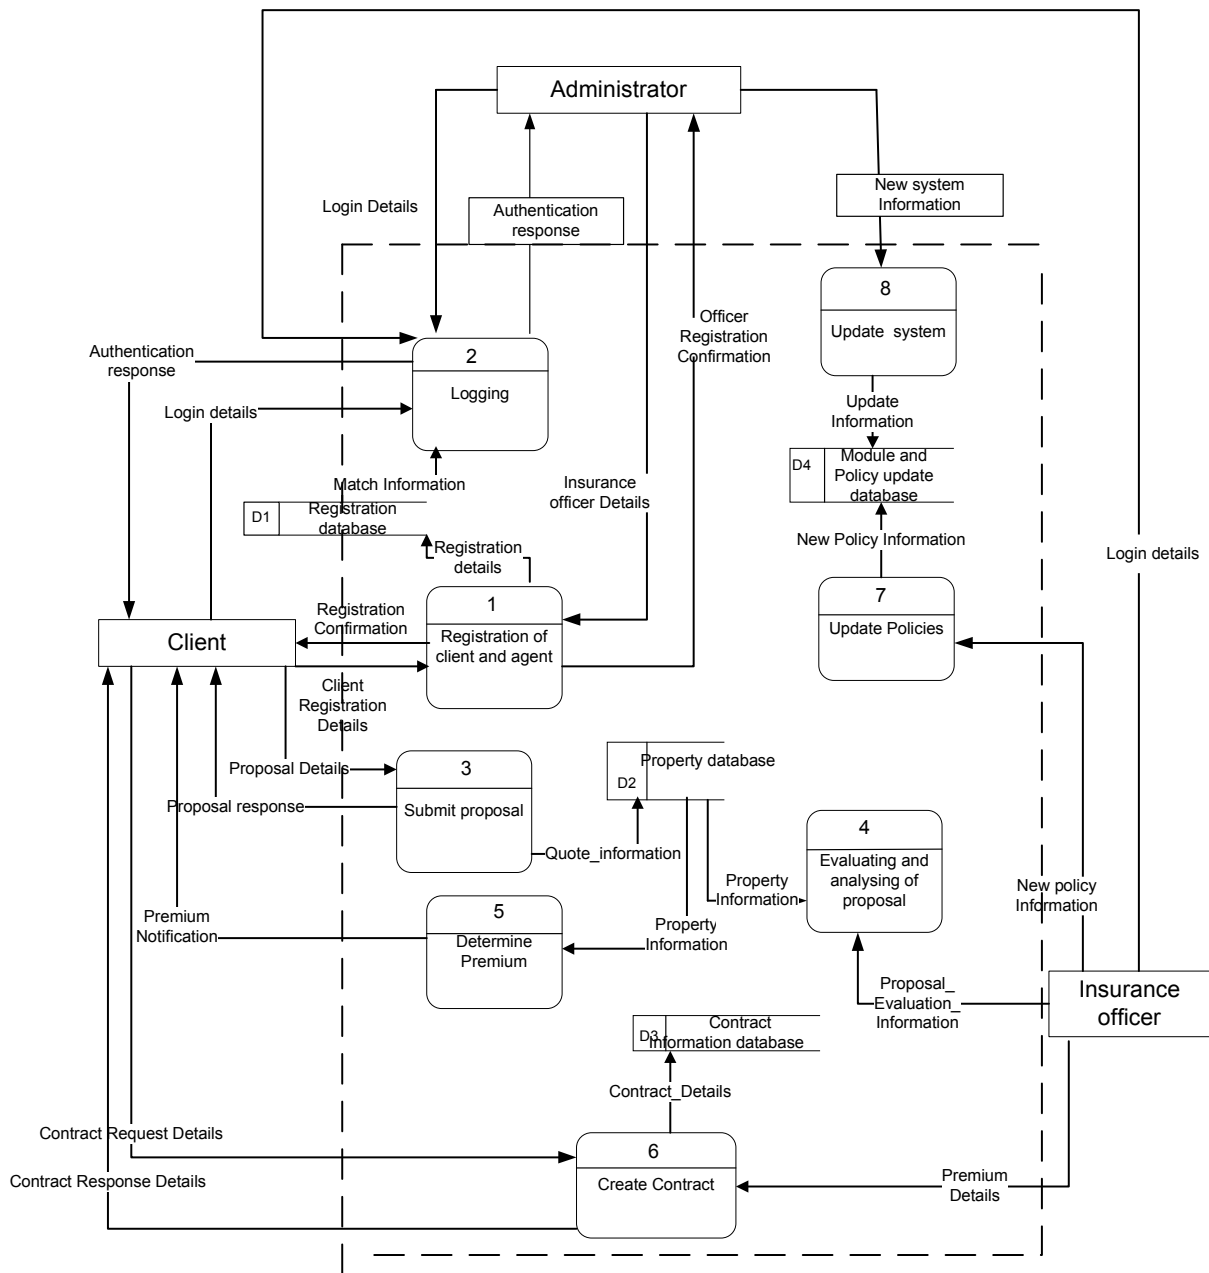 Administrator
New system
Information
Login Details
Authentication
response
8
Update system
Officer
Registration
Confirmation
Authentication
response
2
Logging
Login details
Update
Information
D4
Module and
Policy update
database
Match Information
Insurance
officer Details
D1
Registration
database
New Policy Information
Login details
Registration
details
1
Registration of
client and agent
7
Update Policies
Registration
Confirmation
Client
Client
Registration
Details
Proposal Details
3
Submit proposal
Property database
D2
Proposal response
4
Evaluating and
analysing of
proposal
Quote_information
Property
Information
New policy
Information
5
Determine
Premium
Premium
Notification
Property
Information
Proposal_
Evaluation_
Information
Insurance
officer
D3
Contract
Information database
Contract_Details
Contract Request Details
6
Create Contract
Contract Response Details
Premium
Details